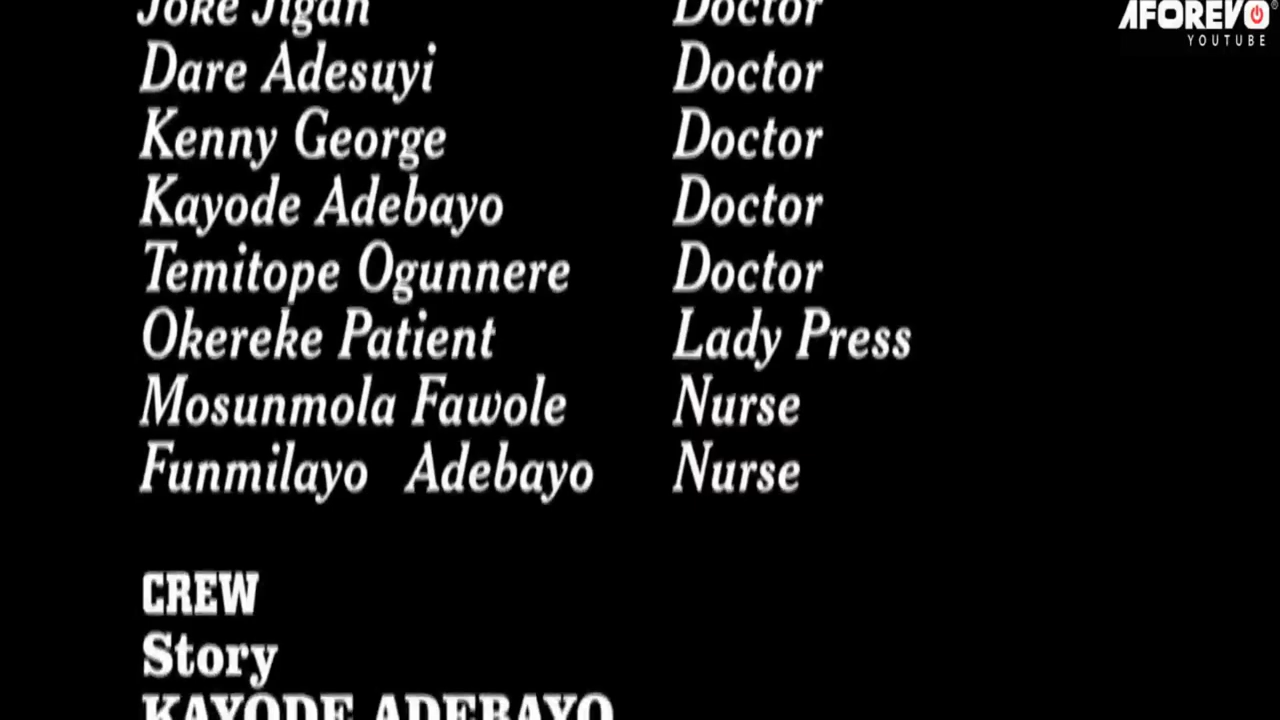 AFOREVO
YOUTUBE
Joke Jigan Doctor
Dare Adesuyi Doctor
Kenny George Doctor
Kayode Adebayo Doctor
Temitope Ogunnere Doctor
Okereke Patient Lady Press
Mosunmola Fawole Nurse
Funmilayo Adebayo Nurse
CREW
Story
KAYODE ADEBAYO